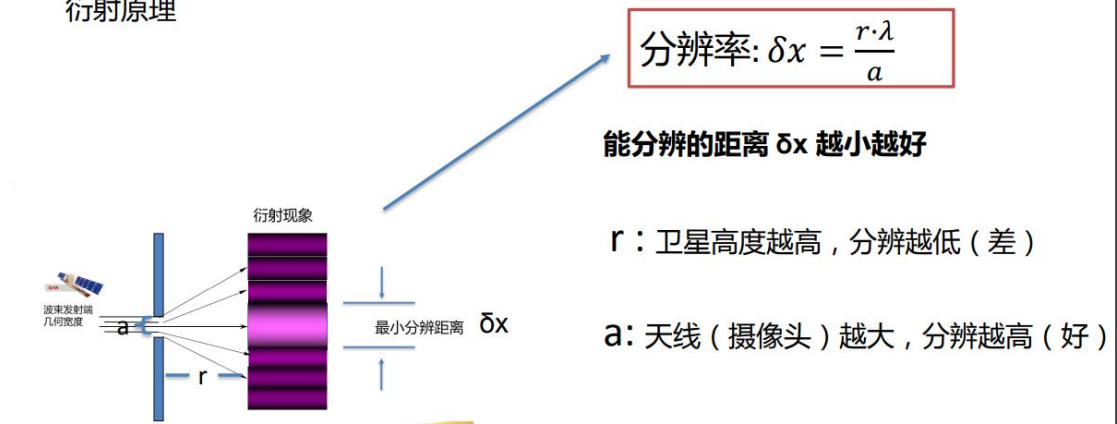 衍射原理
分辨率: δx = r·λ/a
能分辨的距离 δx 越小越好
衍射现象
r：卫星高度越高，分辨越低（差）
波束发射端
几何宽度
a
最小分辨距离 δx
a: 天线（摄像头）越大，分辨越高（好）
r